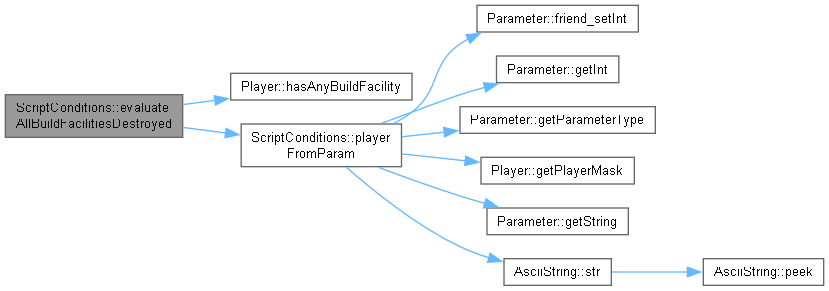 ScriptConditions::evaluate
AllBuildFacilitiesDestroyed
Player::hasAnyBuildFacility
ScriptConditions::player
FromParam
Parameter::friend_setInt
Parameter::getInt
Parameter::getParameterType
Player::getPlayerMask
Parameter::getString
AsciiString::str
AsciiString::peek